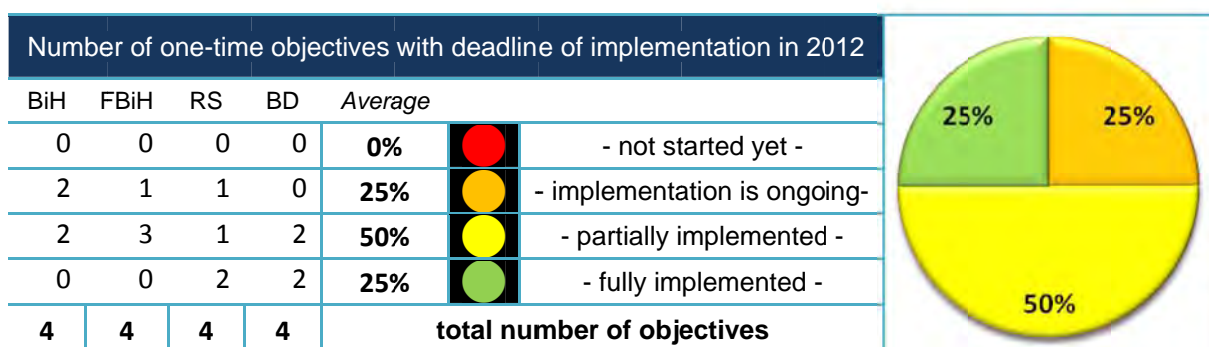 Number of one-time objectives with deadline of implementation in 2012
BiH FBiH RS BD Average
0 0 0 0 0% - not started yet -
2 1 1 0 25% - implementation is ongoing-
2 3 1 2 50% - partially implemented -
0 0 2 2 25% - fully implemented -
4 4 4 4 total number of objectives
25% 25%
50%